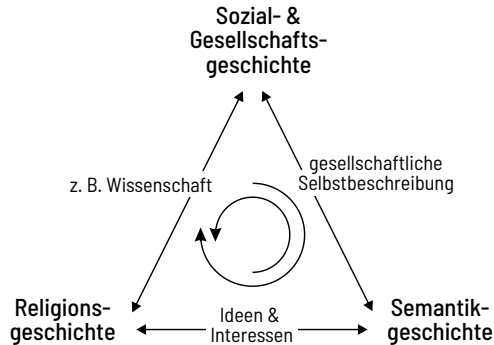 Sozial- &
Gesellschafts-
geschichte
z. B. Wissenschaft
gesellschaftliche
Selbstbeschreibung
Religions-
geschichte
Ideen &
Interessen
Semantik-
geschichte